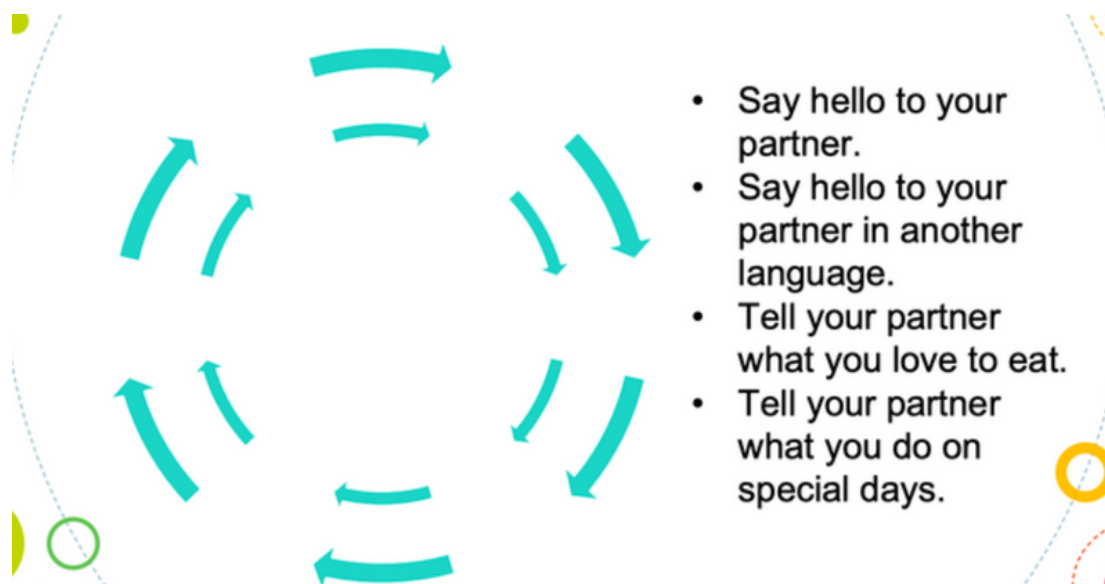 • Say hello to your
partner.
• Say hello to your
partner in another
language.
• Tell your partner
what you love to eat.
• Tell your partner
what you do on
special days.